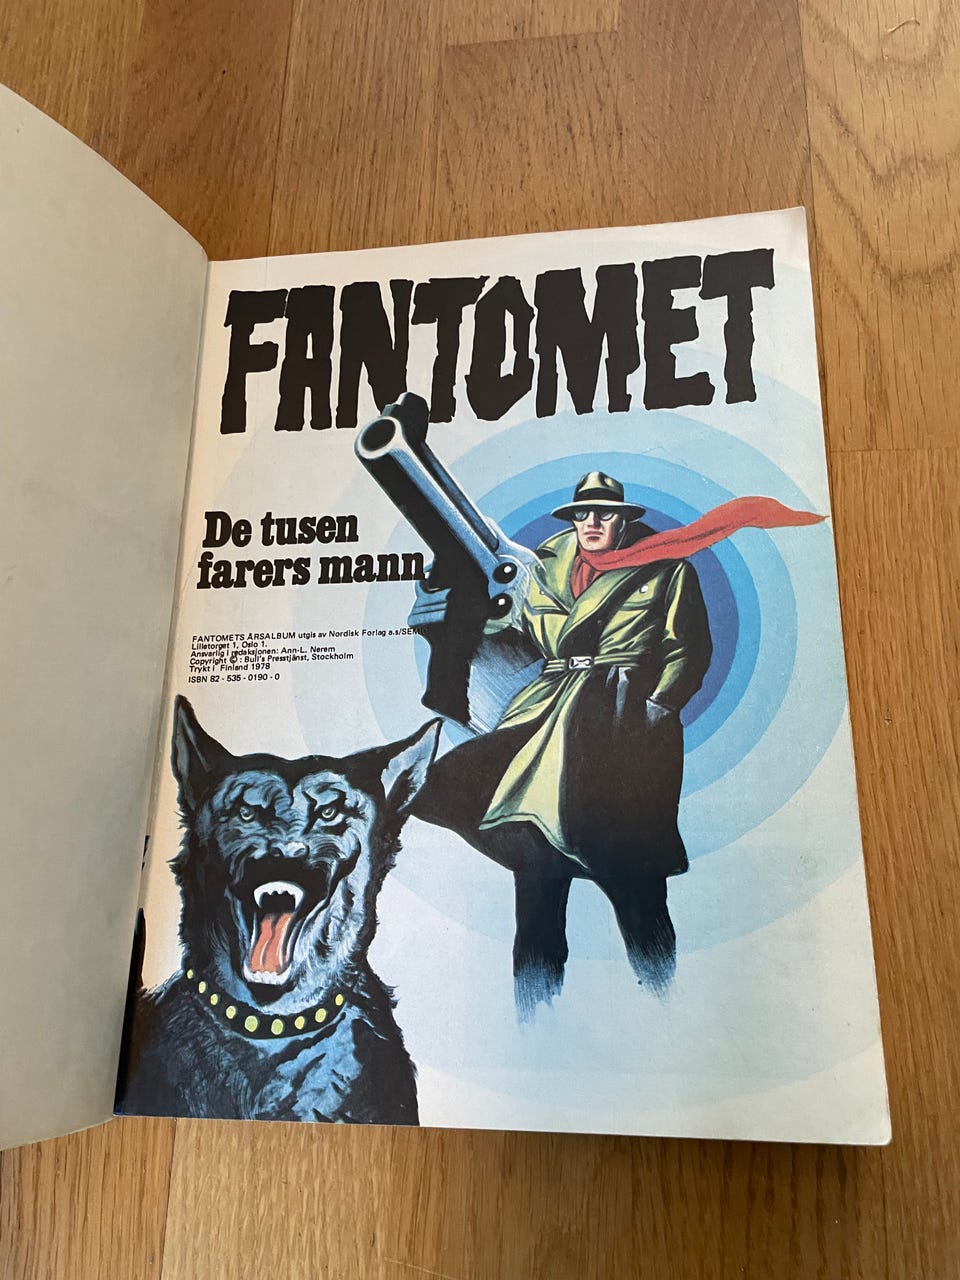 FANTOMET
De tusen
farers mann
FANTOMETS ÅRSALBUM utgis av Nordisk Forlag a.s/SEM
Lilletorget 1, Oslo 1.
Ansvarlig i redaksjonen: Ann-L. Nerem
Copyright © : Bull's Presstjänst, Stockholm
Trykt i Finland 1978
ISBN 82 - 535 - 0190 - 0